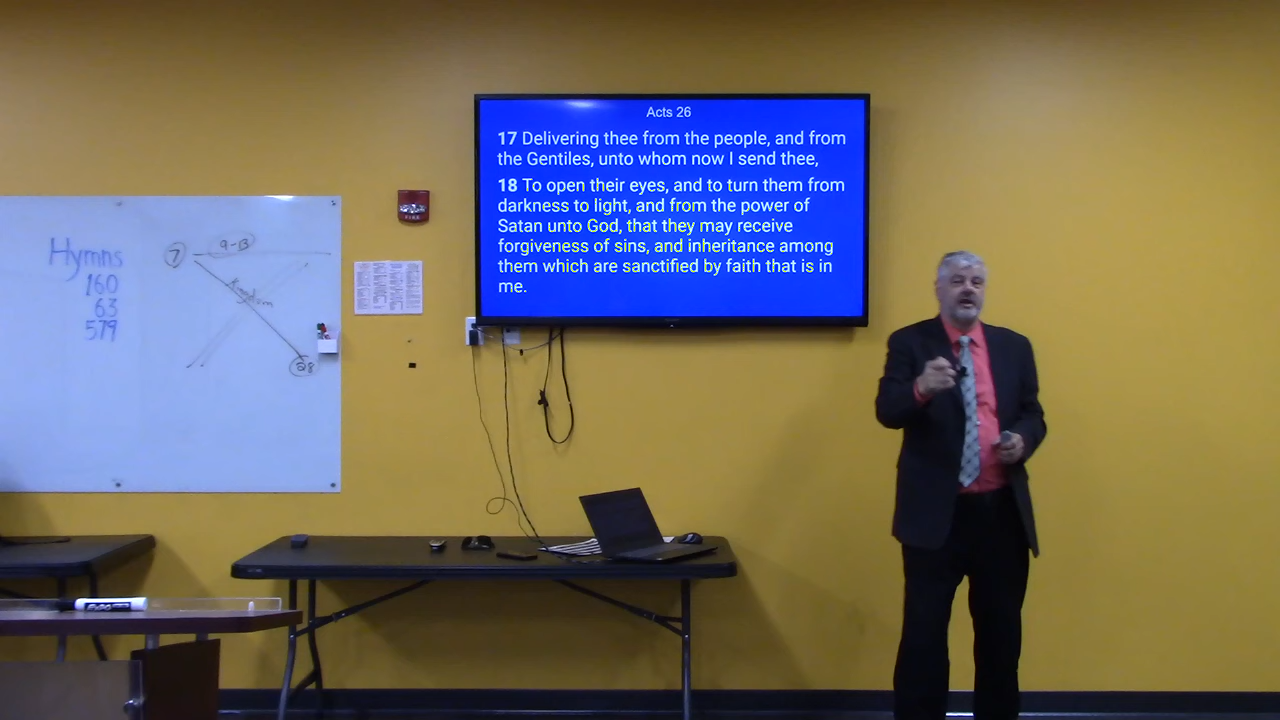 Acts 26
17 Delivering thee from the people, and from
the Gentiles, unto whom now I send thee,
18 To open their eyes, and to turn them from
darkness to light, and from the power of
Satan unto God, that they may receive
forgiveness of sins, and inheritance among
them which are sanctified by faith that is in
me.
Hymns
160
63
579
7
9-13
Kingdom
28
FIRE